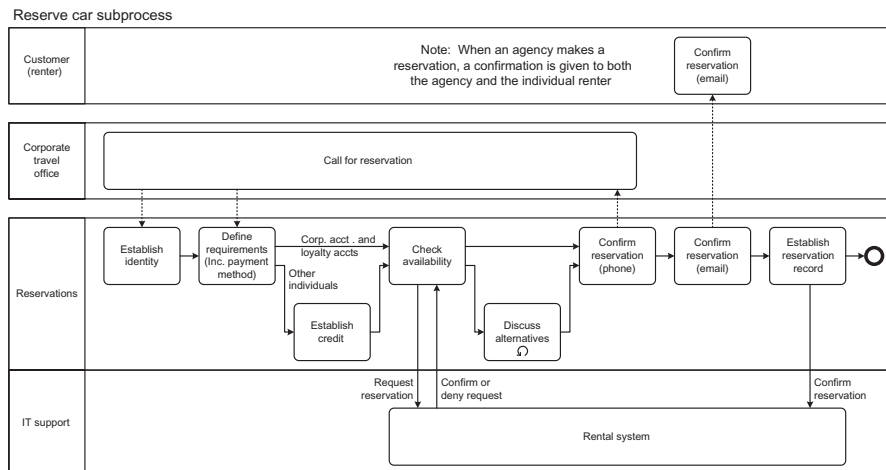 Reserve car subprocess
Customer
(renter)
Note: When an agency makes a
reservation, a confirmation is given to both
the agency and the individual renter
Confirm
reservation
(email)
Corporate
travel
office
Call for reservation
Reservations
Establish
identity
Define
requirements
(Inc. payment
method)
Corp. acct . and
loyalty accts
Other
individuals
Establish
credit
Check
availability
Discuss
alternatives
Confirm
reservation
(phone)
Confirm
reservation
(email)
Establish
reservation
record
IT support
Request
reservation
Confirm or
deny request
Confirm
reservation
Rental system